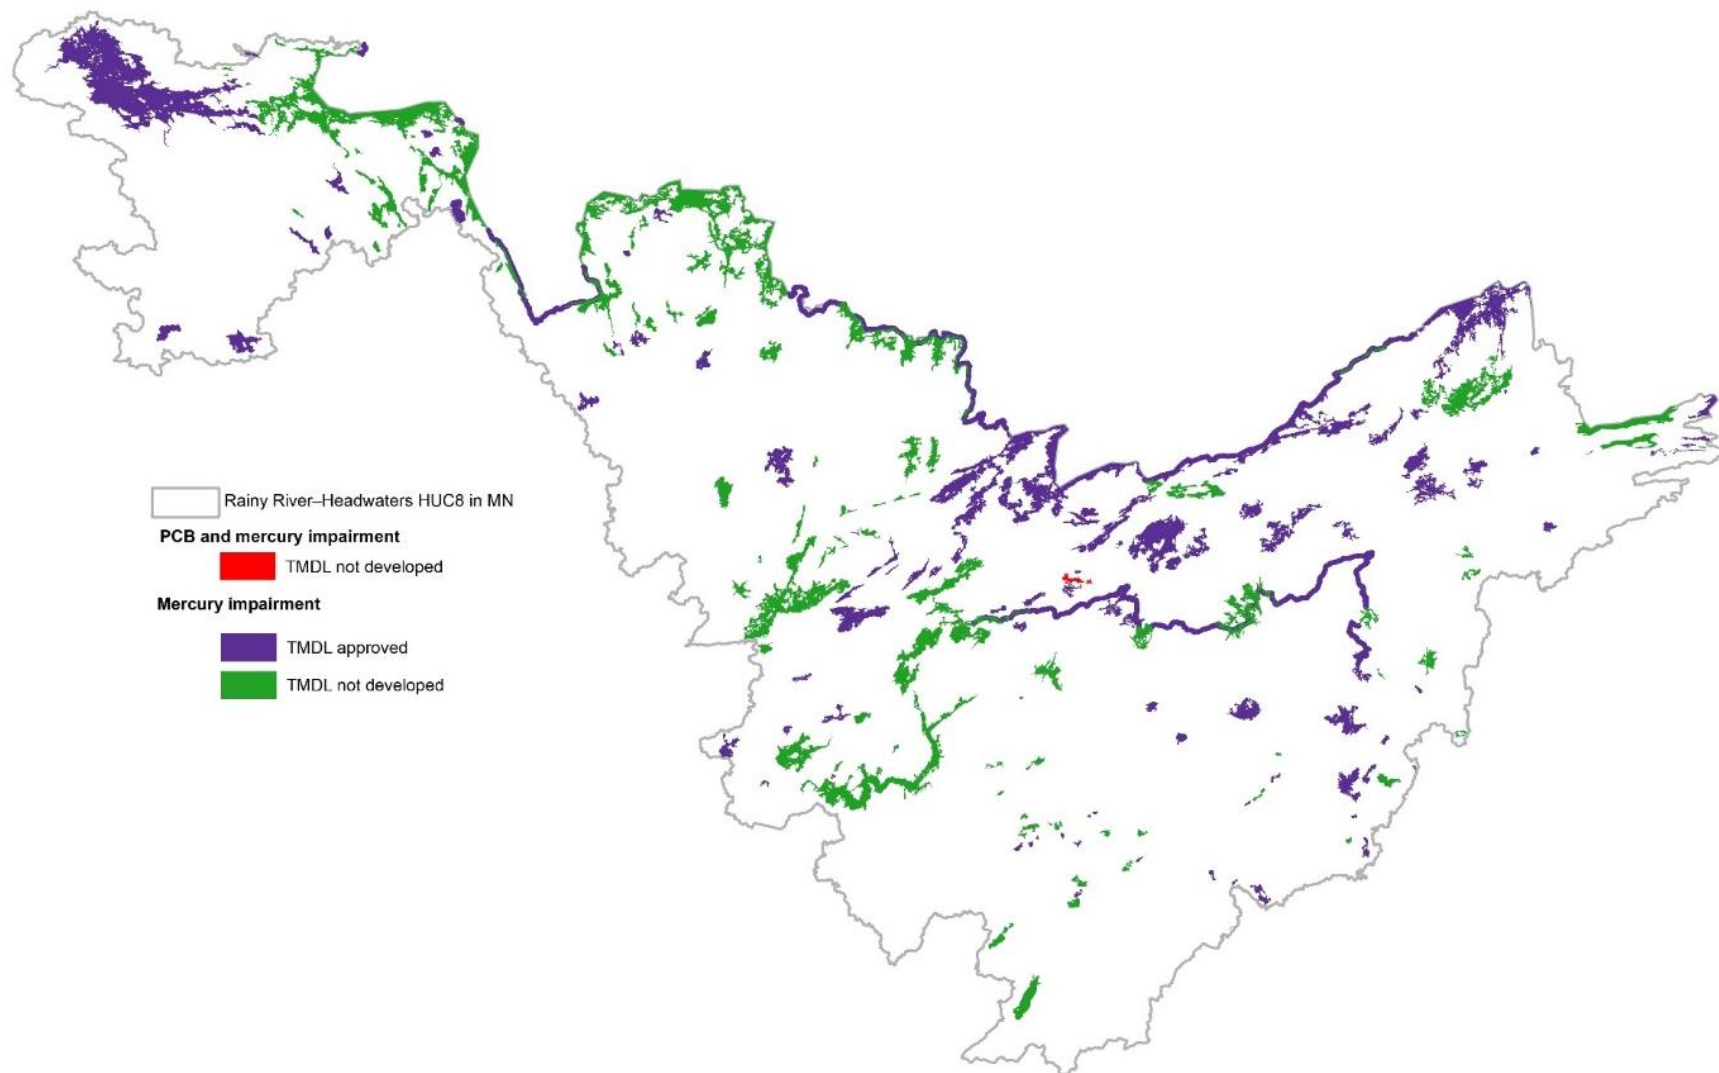 Rainy River–Headwaters HUC8 in MN
PCB and mercury impairment
TMDL not developed
Mercury impairment
TMDL approved
TMDL not developed